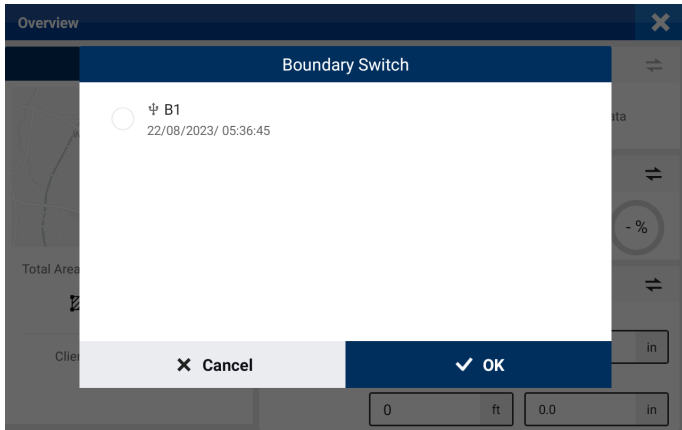 Overview
Boundary Switch
B1
22/08/2023/ 05:36:45
ata
- %
Total Area
Clier
in
Cancel
OK
0 ft 0.0 in